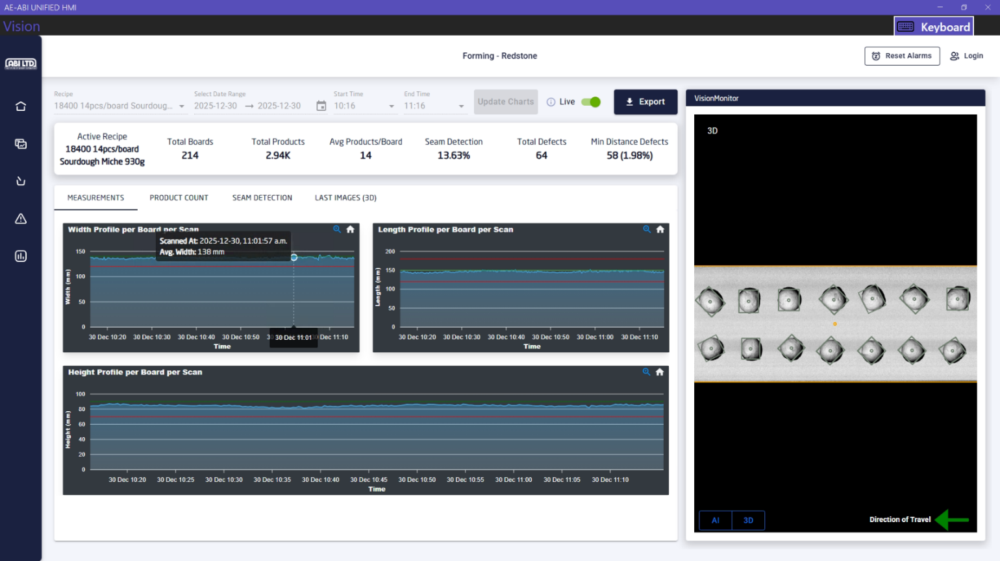 AE-ABI UNIFIED HMI
Vision
Keyboard
ABI LTD
Forming - Redstone
Reset Alarms
Login
Recipe
18400 14pcs/board Sourdoug...
Select Date Range
2025-12-30 → 2025-12-30
Start Time
10:16
End Time
11:16
Update Charts
Live
Export
Active Recipe
18400 14pcs/board
Sourdough Miche 930g
Total Boards
214
Total Products
2.94K
Avg Products/Board
14
Seam Detection
13.63%
Total Defects
64
Min Distance Defects
58 (1.98%)
MEASUREMENTS
PRODUCT COUNT
SEAM DETECTION
LAST IMAGES (3D)
Width Profile per Board per Scan
Scanned At: 2025-12-30, 11:01:57 a.m.
Avg. Width: 138 mm
150
100
50
0
Width (mm)
30 Dec 10:20
30 Dec 10:30
30 Dec 10:40
30 Dec 10:50
30 Dec 11:01
30 Dec 11:10
Time
Length Profile per Board per Scan
200
150
100
50
0
Length (mm)
30 Dec 10:20
30 Dec 10:30
30 Dec 10:40
30 Dec 10:50
30 Dec 11:00
30 Dec 11:10
Time
Height Profile per Board per Scan
100
80
60
40
20
0
Height (mm)
30 Dec 10:20
30 Dec 10:25
30 Dec 10:30
30 Dec 10:35
30 Dec 10:40
30 Dec 10:45
30 Dec 10:50
30 Dec 10:55
30 Dec 11:00
30 Dec 11:05
30 Dec 11:10
Time
VisionMonitor
3D
AI
3D
Direction of Travel